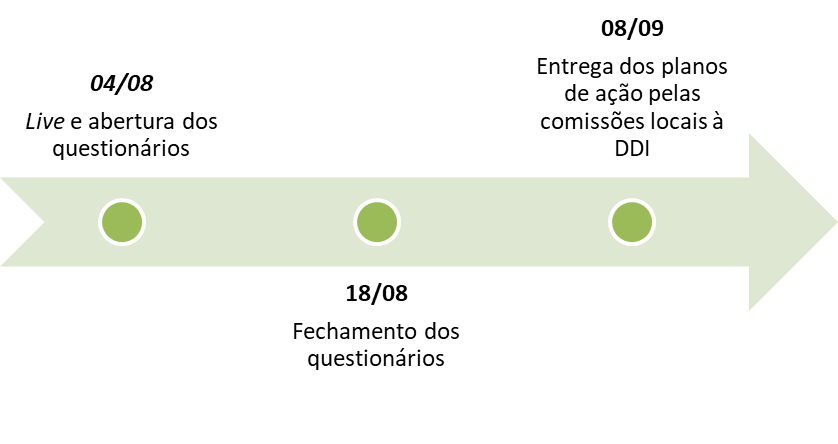 04/08
Live e abertura dos
questionários
18/08
Fechamento dos
questionários
08/09
Entrega dos planos
de ação pelas
comissões locais à
DDI